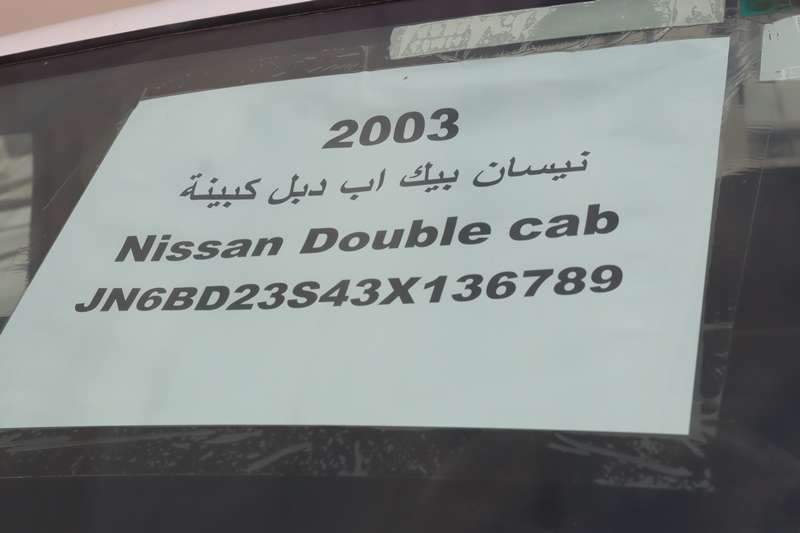 2003
نيسان بيك اب دبل كبينة
Nissan Double cab
JN6BD23S43X136789